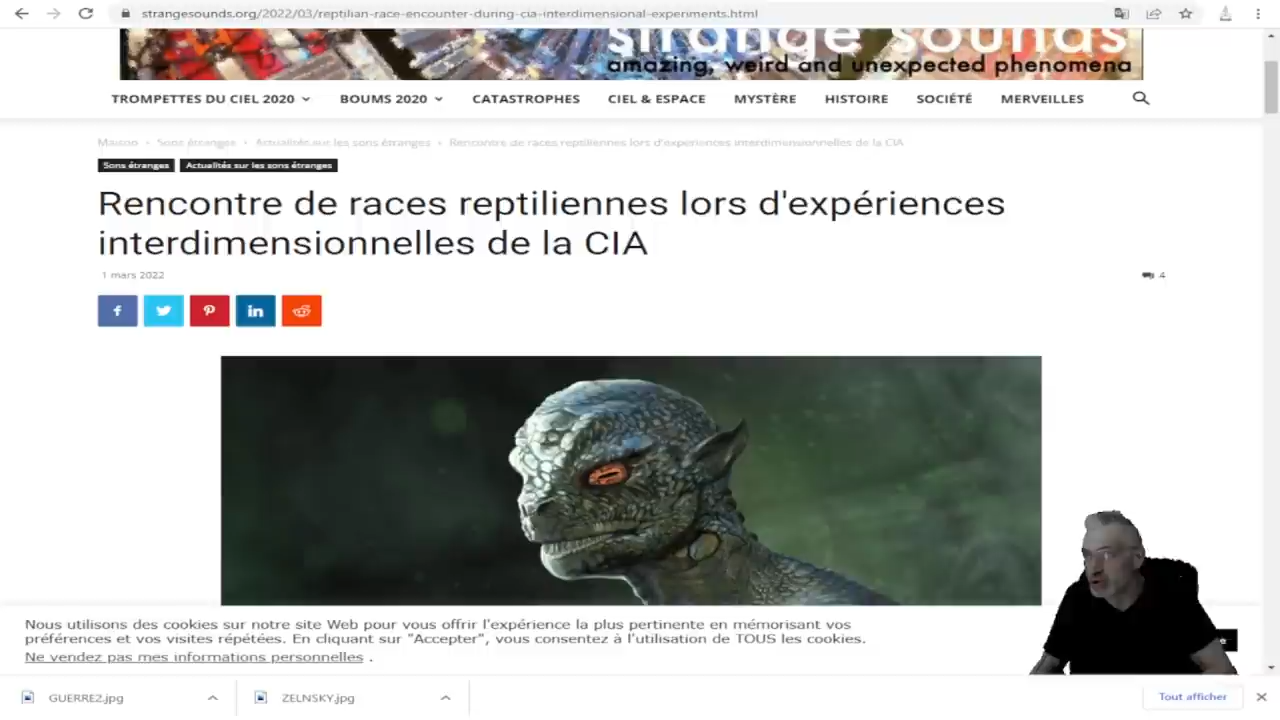 strangesounds.org/2022/03/reptilian-race-encounter-during-cia-interdimensional-experiments.html
strange sounds
amazing, weird and unexpected phenomena
TROMPETTES DU CIEL 2020 BOUMS 2020 CATASTROPHES CIEL & ESPACE MYSTÈRE HISTOIRE SOCIÉTÉ MERVEILLES
Maison Sons étranges Actualités sur les sons étranges Rencontre de races reptiliennes lors d'expériences interdimensionnelles de la CIA
Sons étranges Actualités sur les sons étranges
Rencontre de races reptiliennes lors d'expériences
interdimensionnelles de la CIA
1 mars 2022 4
Nous utilisons des cookies sur notre site Web pour vous offrir l'expérience la plus pertinente en mémorisant vos
préférences et vos visites répétées. En cliquant sur "Accepter", vous consentez à l'utilisation de TOUS les cookies.
Ne vendez pas mes informations personnelles .
GUERRE2.jpg ZELNSKY.jpg Tout afficher